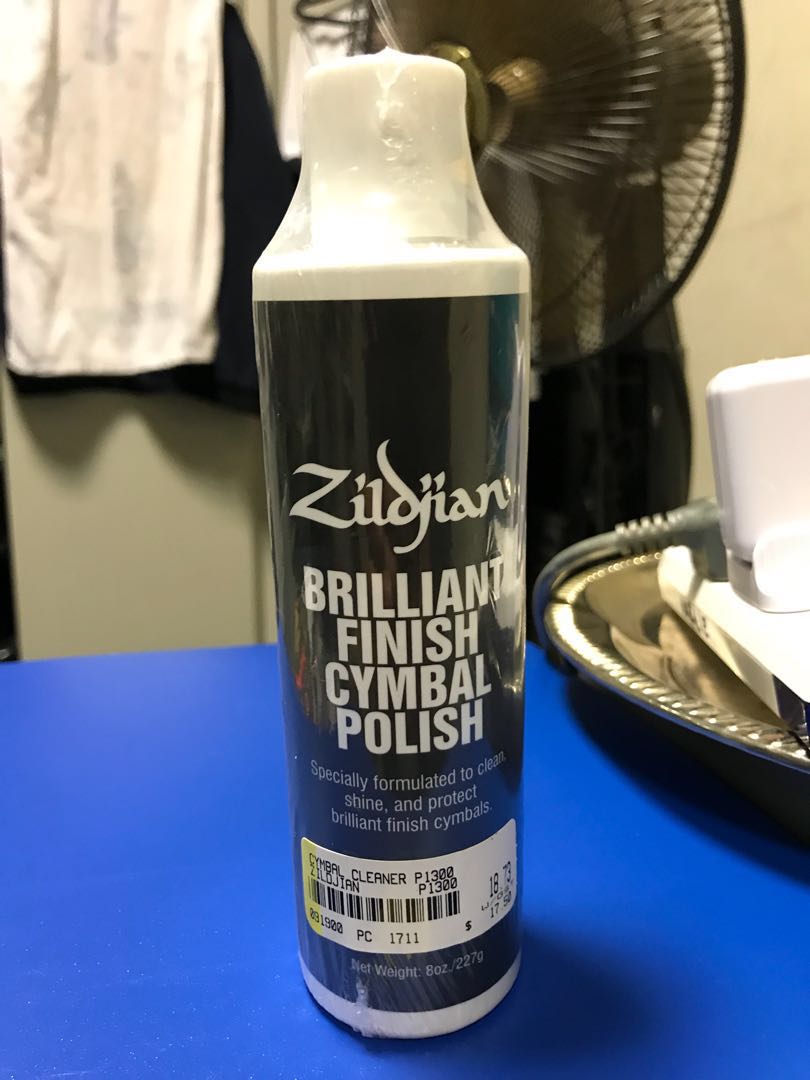 Zildjian
BRILLIANT
FINISH
CYMBAL
POLISH
Specially formulated to clean,
shine, and protect
brilliant finish cymbals.
CYMBAL CLEANER P1300
ZILDJIAN P1300
18.73
17.50
091900 PC 1711 $
Net Weight: 8oz./227g